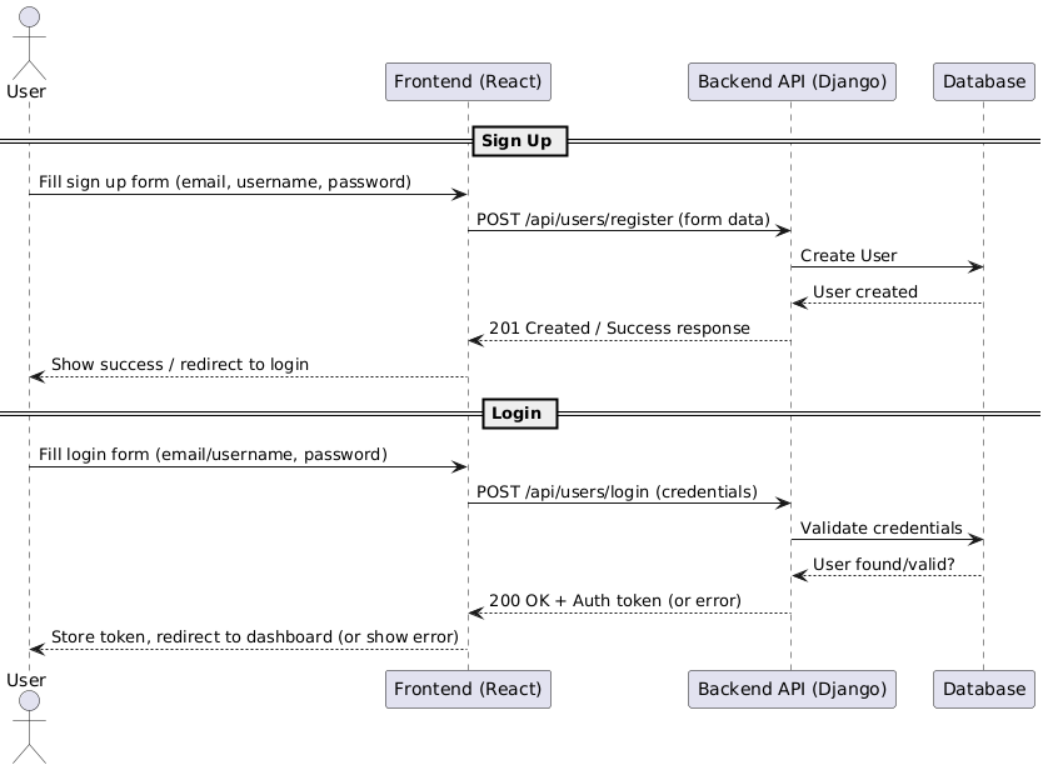 User
Frontend (React)
Backend API (Django)
Database
Sign Up
Fill sign up form (email, username, password)
POST /api/users/register (form data)
Create User
User created
201 Created / Success response
Show success / redirect to login
Login
Fill login form (email/username, password)
POST /api/users/login (credentials)
Validate credentials
User found/valid?
200 OK + Auth token (or error)
Store token, redirect to dashboard (or show error)
User
Frontend (React)
Backend API (Django)
Database